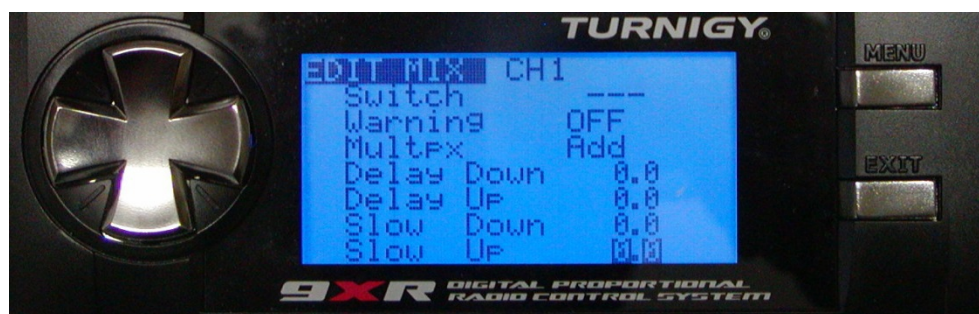 TURNIGY®
MENU
EDIT MIX CH1
Switch ---
Warning OFF
Multpx Add
Delay Down 0.0
Delay Up 0.0
EXIT
Slow Down 0.0
Slow Up 0.0
9XR DIGITAL PROPORTIONAL
RADIO CONTROL SYSTEM